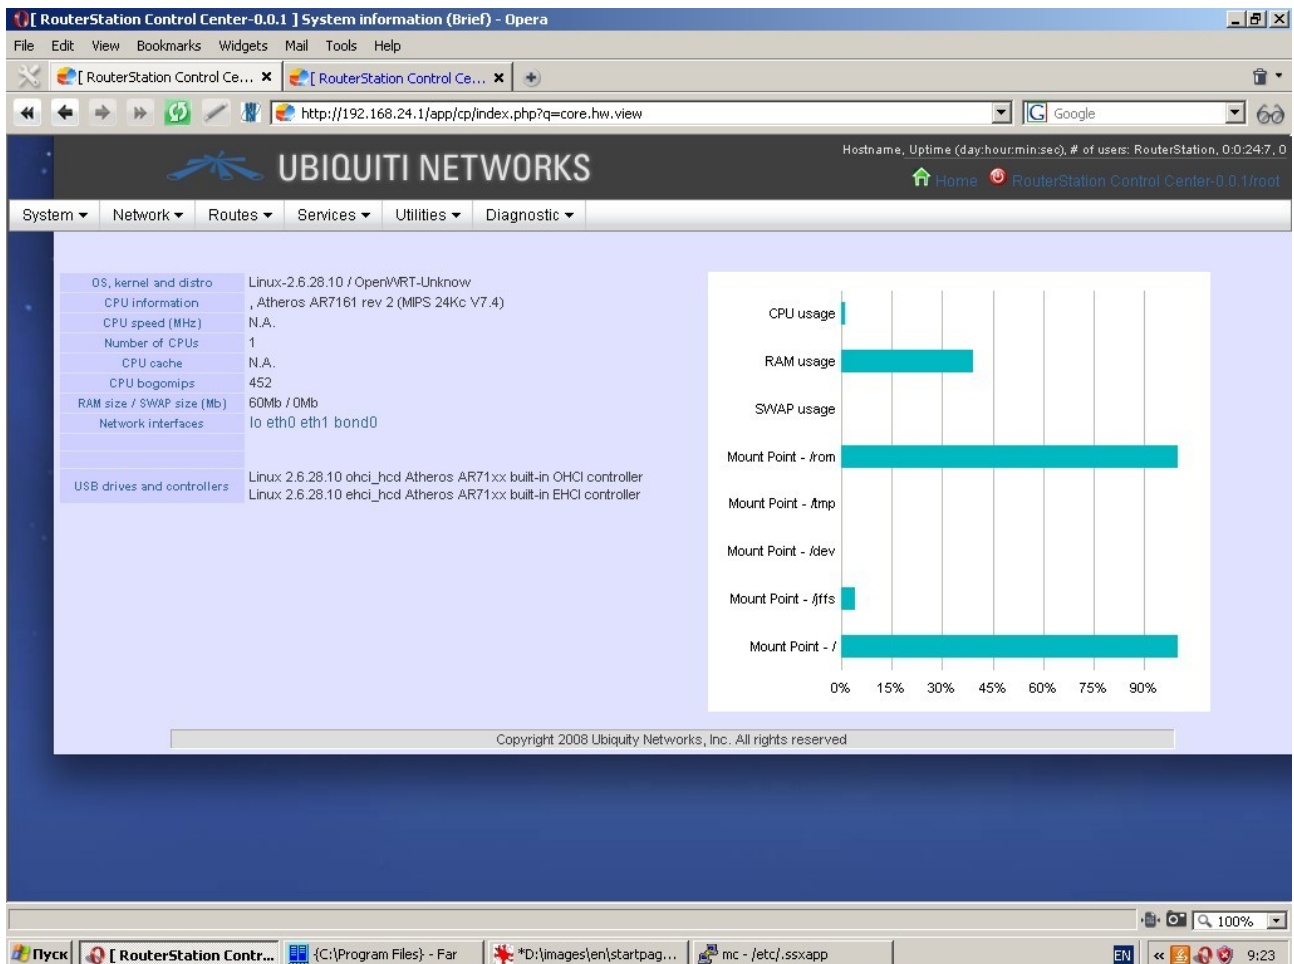 [ RouterStation Control Center-0.0.1 ] System information (Brief) - Opera
File Edit View Bookmarks Widgets Mail Tools Help
[ RouterStation Control Ce... [ RouterStation Control Ce...
http://192.168.24.1/app/cp/index.php?q=core.hw.view Google
Hostname, Uptime (day:hour:min:sec), # of users: RouterStation, 0:0:24:7, 0
UBIQUITI NETWORKS
Home RouterStation Control Center-0.0.1/root
System Network Routes Services Utilities Diagnostic
OS, kernel and distro Linux-2.6.28.10 / OpenWRT-Unknow
CPU information , Atheros AR7161 rev 2 (MIPS 24Kc V7.4)
CPU speed (MHz) N.A.
Number of CPUs 1
CPU cache N.A.
CPU bogomips 452
RAM size / SWAP size (Mb) 60Mb / 0Mb
Network interfaces lo eth0 eth1 bond0
USB drives and controllers Linux 2.6.28.10 ohci_hcd Atheros AR71xx built-in OHCI controller
Linux 2.6.28.10 ehci_hcd Atheros AR71xx built-in EHCI controller
CPU usage
RAM usage
SWAP usage
Mount Point - /rom
Mount Point - /tmp
Mount Point - /dev
Mount Point - /jffs
Mount Point - /
0% 15% 30% 45% 60% 75% 90%
Copyright 2008 Ubiquity Networks, Inc. All rights reserved
100%
Пуск [ RouterStation Contr... {C:\Program Files} - Far *D:\images\en\startpag... mc - /etc/.ssxapp EN « 9:23